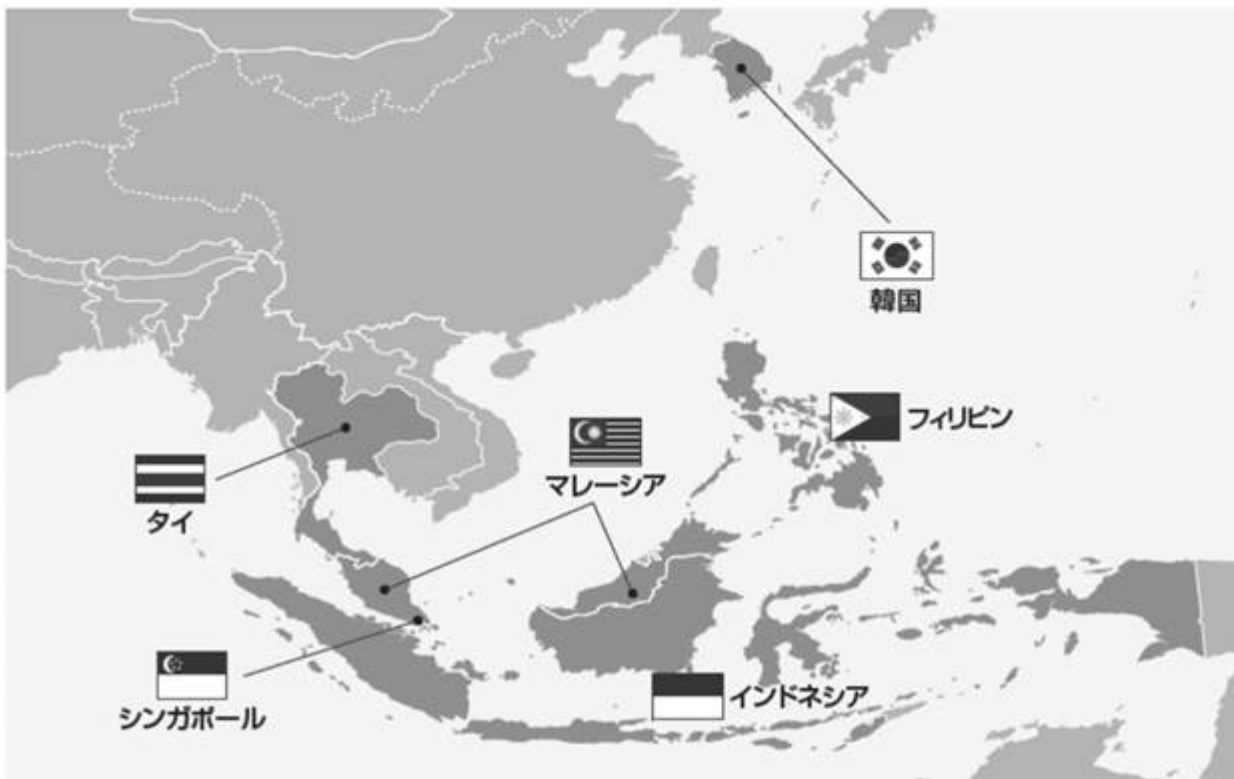 韓国
フィリピン
マレーシア
タイ
シンガポール
インドネシア